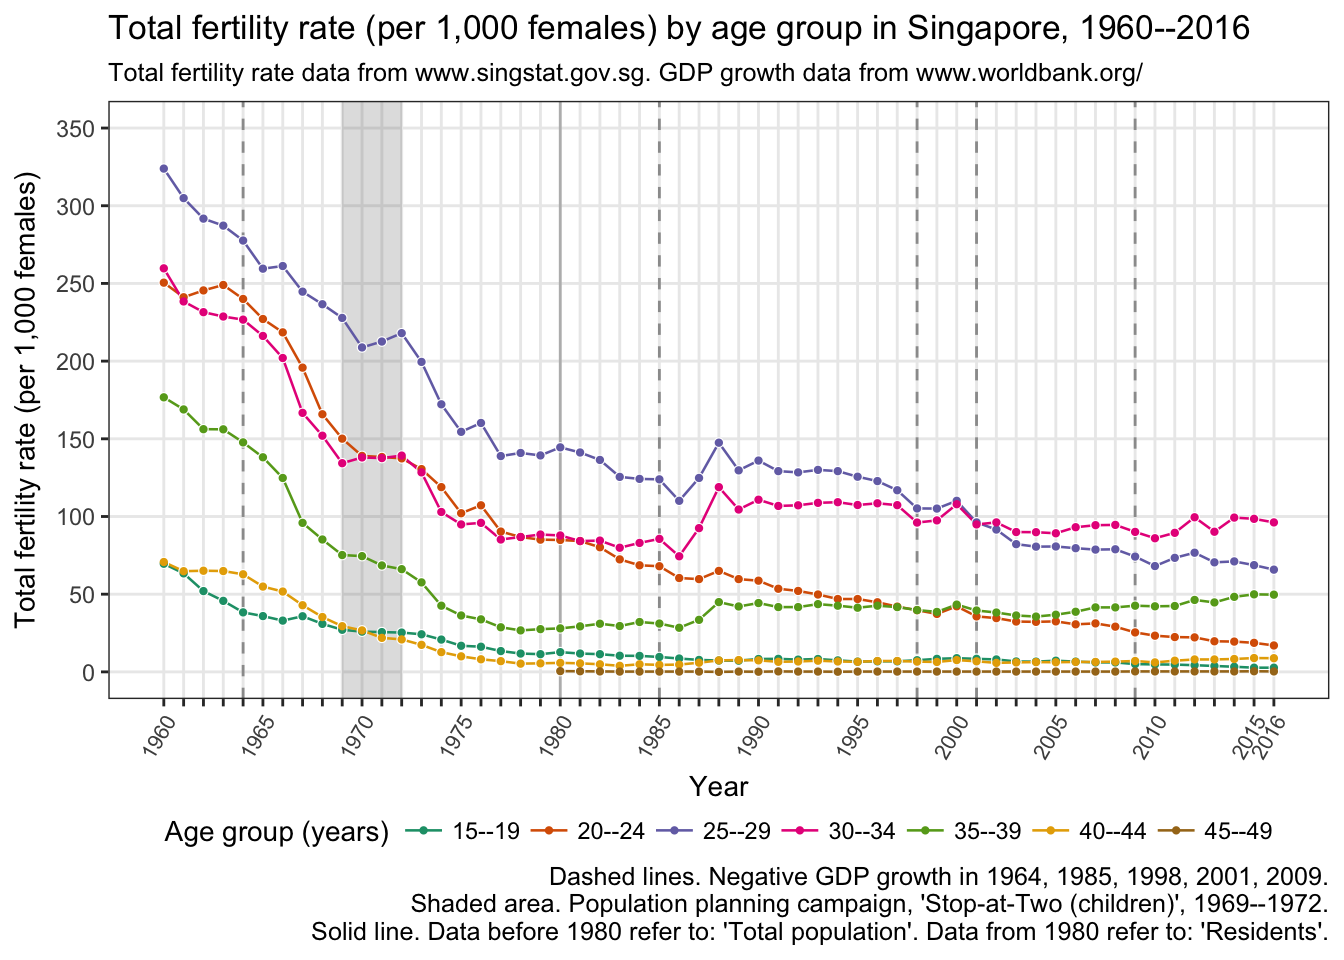 Total fertility rate (per 1,000 females) by age group in Singapore, 1960--2016
Total fertility rate data from www.singstat.gov.sg. GDP growth data from www.worldbank.org/
Total fertility rate (per 1,000 females)
350
300
250
200
150
100
50
0
1960
1965
1970
1975
1980
1985
1990
1995
2000
2005
2010
2015
2016
Year
Age group (years) 15--19 20--24 25--29 30--34 35--39 40--44 45--49
Dashed lines. Negative GDP growth in 1964, 1985, 1998, 2001, 2009.
Shaded area. Population planning campaign, 'Stop-at-Two (children)', 1969--1972.
Solid line. Data before 1980 refer to: 'Total population'. Data from 1980 refer to: 'Residents'.